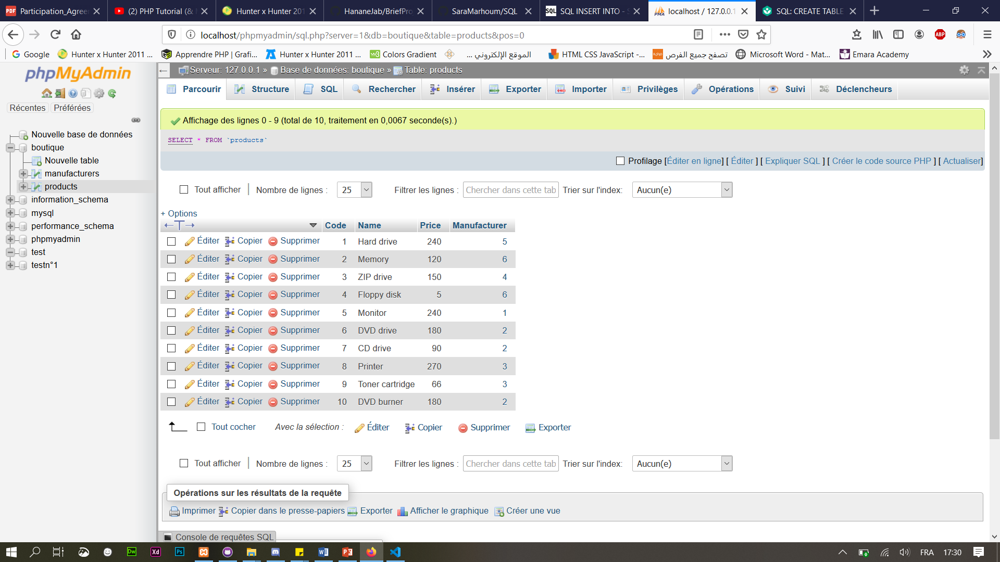 Participation_Agreer
(2) PHP Tutorial (& I
Hunter x Hunter 201
HananeJab/BriefPro
SaraMarhoum/SQL
SQL INSERT INTO - S
localhost / 127.0.0.1
SQL: CREATE TABLE
localhost/phpmyadmin/sql.php?server=1&db=boutique&table=products&pos=0
Google
Hunter x Hunter 2011 ...
Apprendre PHP | Grafi...
Hunter x Hunter 2011 ...
Colors Gradient
الموقع الإلكتروني ...
HTML CSS JavaScript -...
تصفح جميع الفرص
Microsoft Word - Mat...
Emara Academy
phpMyAdmin
Récentes Préférées
Nouvelle base de données
boutique
Nouvelle table
manufacturers
products
information_schema
mysql
performance_schema
phpmyadmin
test
testn°1
Serveur: 127.0.0.1 » Base de données: boutique » Table: products
Parcourir Structure SQL Rechercher Insérer Exporter Importer Privilèges Opérations Suivi Déclencheurs
Affichage des lignes 0 - 9 (total de 10, traitement en 0,0067 seconde(s).)
SELECT * FROM `products`
Profilage [Éditer en ligne] [ Éditer ] [ Expliquer SQL ] [ Créer le code source PHP ] [ Actualiser]
Tout afficher | Nombre de lignes : 25 Filtrer les lignes : Chercher dans cette tab Trier sur l'index: Aucun(e)
+ Options
←T→ Code Name Price Manufacturer
Éditer Copier Supprimer 1 Hard drive 240 5
Éditer Copier Supprimer 2 Memory 120 6
Éditer Copier Supprimer 3 ZIP drive 150 4
Éditer Copier Supprimer 4 Floppy disk 5 6
Éditer Copier Supprimer 5 Monitor 240 1
Éditer Copier Supprimer 6 DVD drive 180 2
Éditer Copier Supprimer 7 CD drive 90 2
Éditer Copier Supprimer 8 Printer 270 3
Éditer Copier Supprimer 9 Toner cartridge 66 3
Éditer Copier Supprimer 10 DVD burner 180 2
Tout cocher Avec la sélection : Éditer Copier Supprimer Exporter
Tout afficher | Nombre de lignes : 25 Filtrer les lignes : Chercher dans cette tab Trier sur l'index: Aucun(e)
Opérations sur les résultats de la requête
Imprimer Copier dans le presse-papiers Exporter Afficher le graphique Créer une vue
Console de requêtes SQL
FRA 17:30